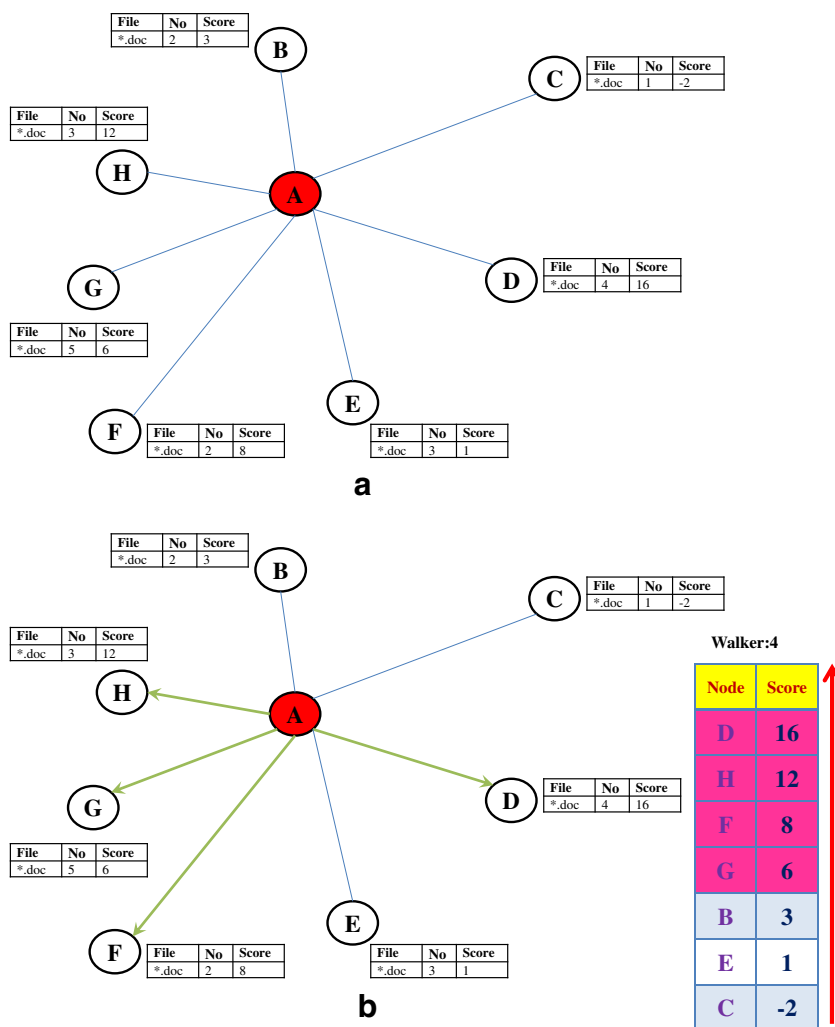 File No Score
*.doc 2 3
B
C
File No Score
*.doc 1 -2
File No Score
*.doc 3 12
H
A
G
D
File No Score
*.doc 4 16
File No Score
*.doc 5 6
E
F
File No Score
*.doc 2 8
File No Score
*.doc 3 1
a
File No Score
*.doc 2 3
B
C
File No Score
*.doc 1 -2
File No Score
*.doc 3 12
H
A
G
D
File No Score
*.doc 4 16
File No Score
*.doc 5 6
E
F
File No Score
*.doc 2 8
File No Score
*.doc 3 1
b
Walker:4
Node Score
D 16
H 12
F 8
G 6
B 3
E 1
C -2